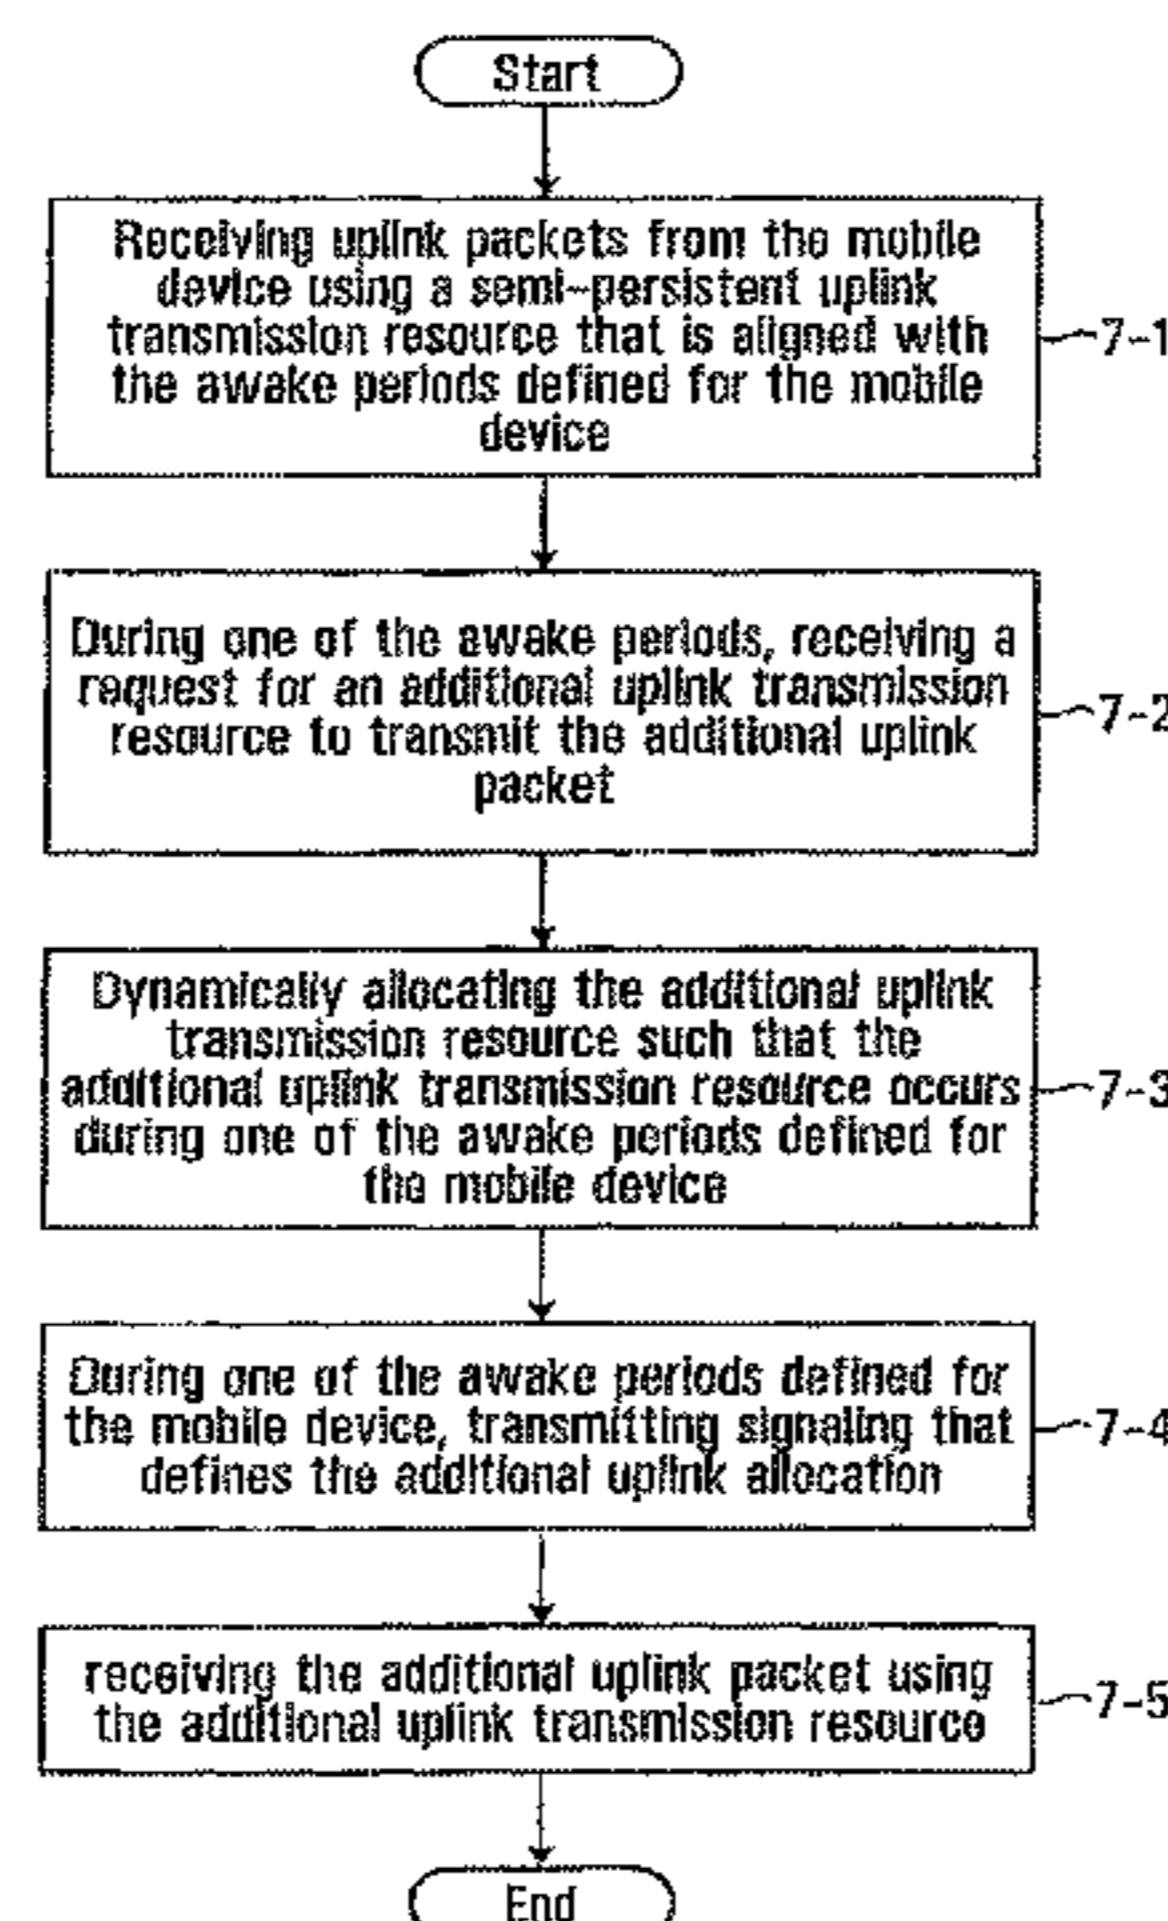 Start
Receiving uplink packets from the mobile
device using a semi-persistent uplink
transmission resource that is aligned with
the awake periods defined for the mobile
device
7-1
During one of the awake periods, receiving a
request for an additional uplink transmission
resource to transmit the additional uplink
packet
7-2
Dynamically allocating the additional uplink
transmission resource such that the
additional uplink transmission resource occurs
during one of the awake periods defined for
the mobile device
7-3
During one of the awake periods defined for
the mobile device, transmitting signaling that
defines the additional uplink allocation
7-4
receiving the additional uplink packet using
the additional uplink transmission resource
7-5
End